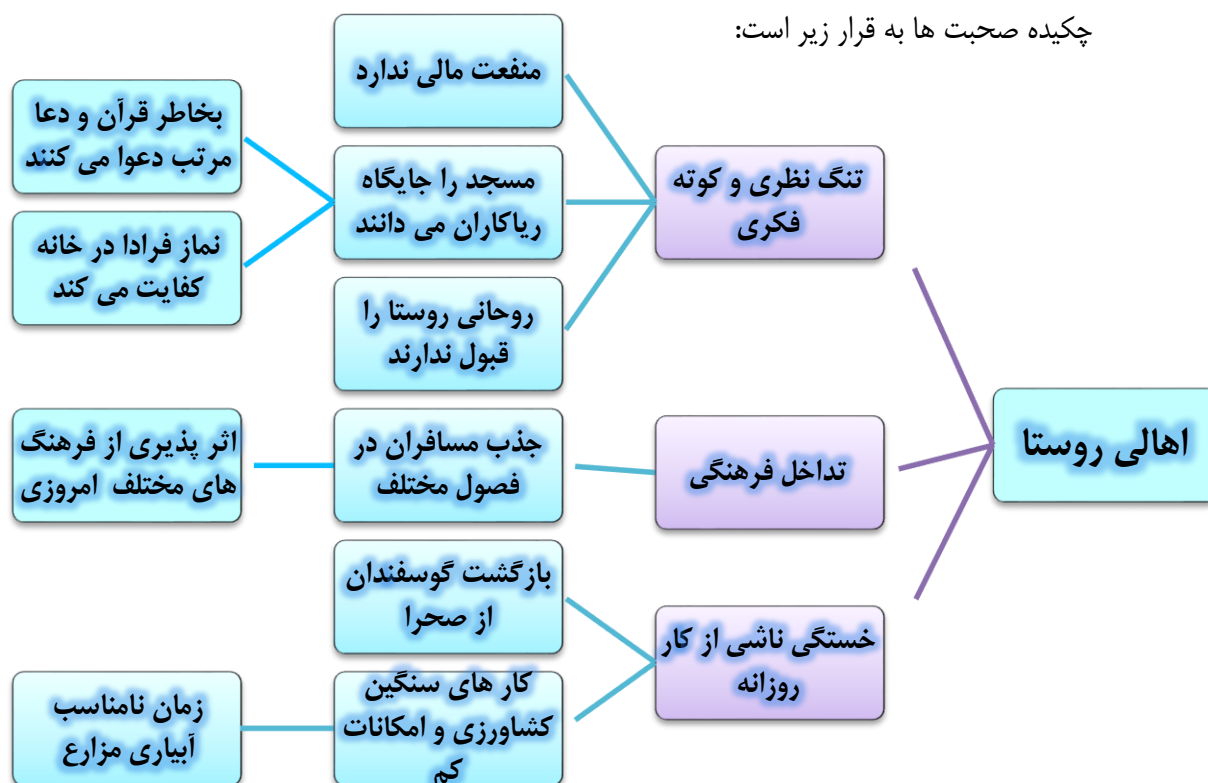 چکیده صحبت ها به قرار زیر است:
اهالی روستا
تنگ نظری و کوته
فکری
منفعت مالی ندارد
مسجد را جایگاه
ریاکاران می دانند
بخاطر قرآن و دعا
مرتب دعوا می کنند
نماز فرادا در خانه
کفایت می کند
روحانی روستا را
قبول ندارند
تداخل فرهنگی
جذب مسافران در
فصول مختلف
اثر پذیری از فرهنگ
های مختلف امروزی
خستگی ناشی از کار
روزانه
بازگشت گوسفندان
از صحرا
کار های سنگین
کشاورزی و امکانات
کم
زمان نامناسب
آبیاری مزارع